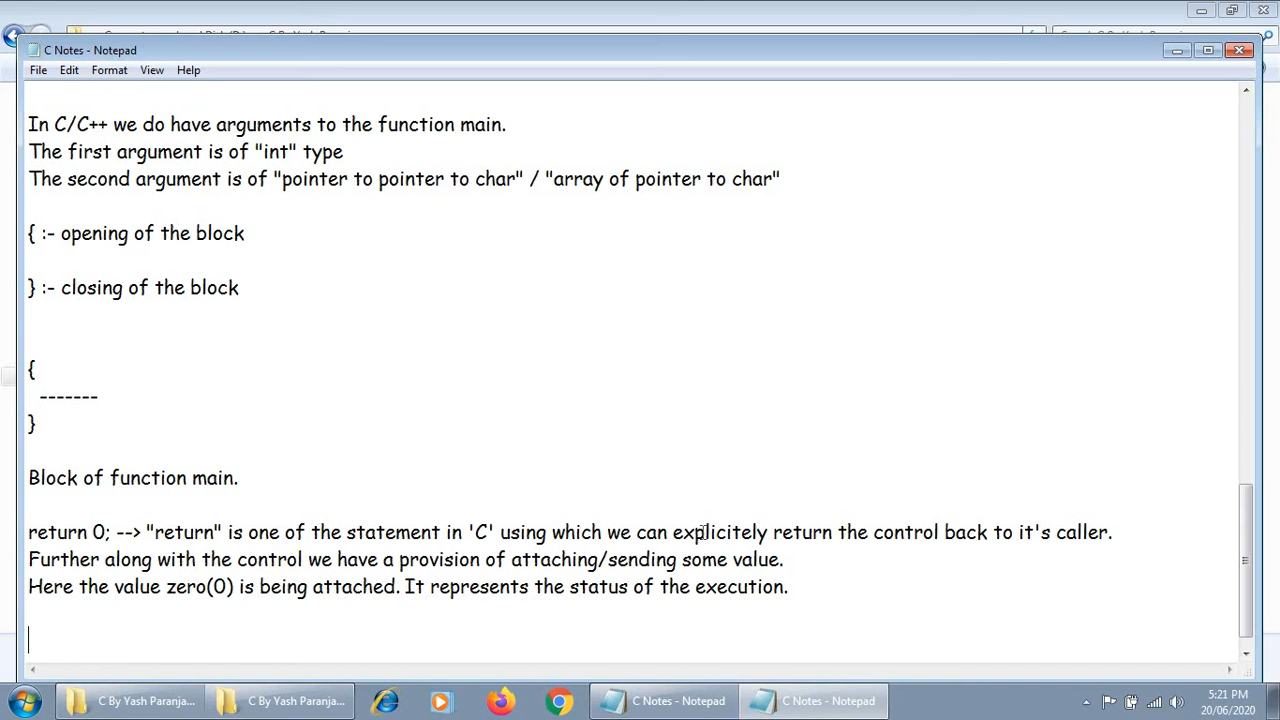 C Notes - Notepad
File Edit Format View Help
In C/C++ we do have arguments to the function main.
The first argument is of "int" type
The second argument is of "pointer to pointer to char" / "array of pointer to char"
{ :- opening of the block
} :- closing of the block
{
-------
}
Block of function main.
return 0; --> "return" is one of the statement in 'C' using which we can explicitely return the control back to it's caller.
Further along with the control we have a provision of attaching/sending some value.
Here the value zero(0) is being attached. It represents the status of the execution.
C By Yash Paranja... C By Yash Paranja... C Notes - Notepad C Notes - Notepad
5:21 PM
20/06/2020